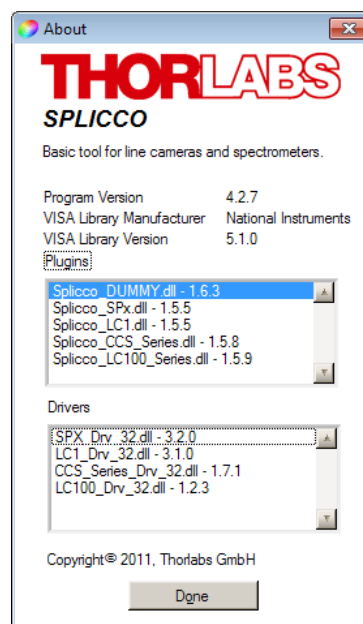 About
THORLABS
SPLICCO
Basic tool for line cameras and spectrometers.
Program Version 4.2.7
VISA Library Manufacturer National Instruments
VISA Library Version 5.1.0
Plugins
Splicco_DUMMY.dll - 1.6.3
Splicco_SPx.dll - 1.5.5
Splicco_LC1.dll - 1.5.5
Splicco_CCS_Series.dll - 1.5.8
Splicco_LC100_Series.dll - 1.5.9
Drivers
SPX_Drv_32.dll - 3.2.0
LC1_Drv_32.dll - 3.1.0
CCS_Series_Drv_32.dll - 1.7.1
LC100_Drv_32.dll - 1.2.3
Copyright© 2011, Thorlabs GmbH
Done